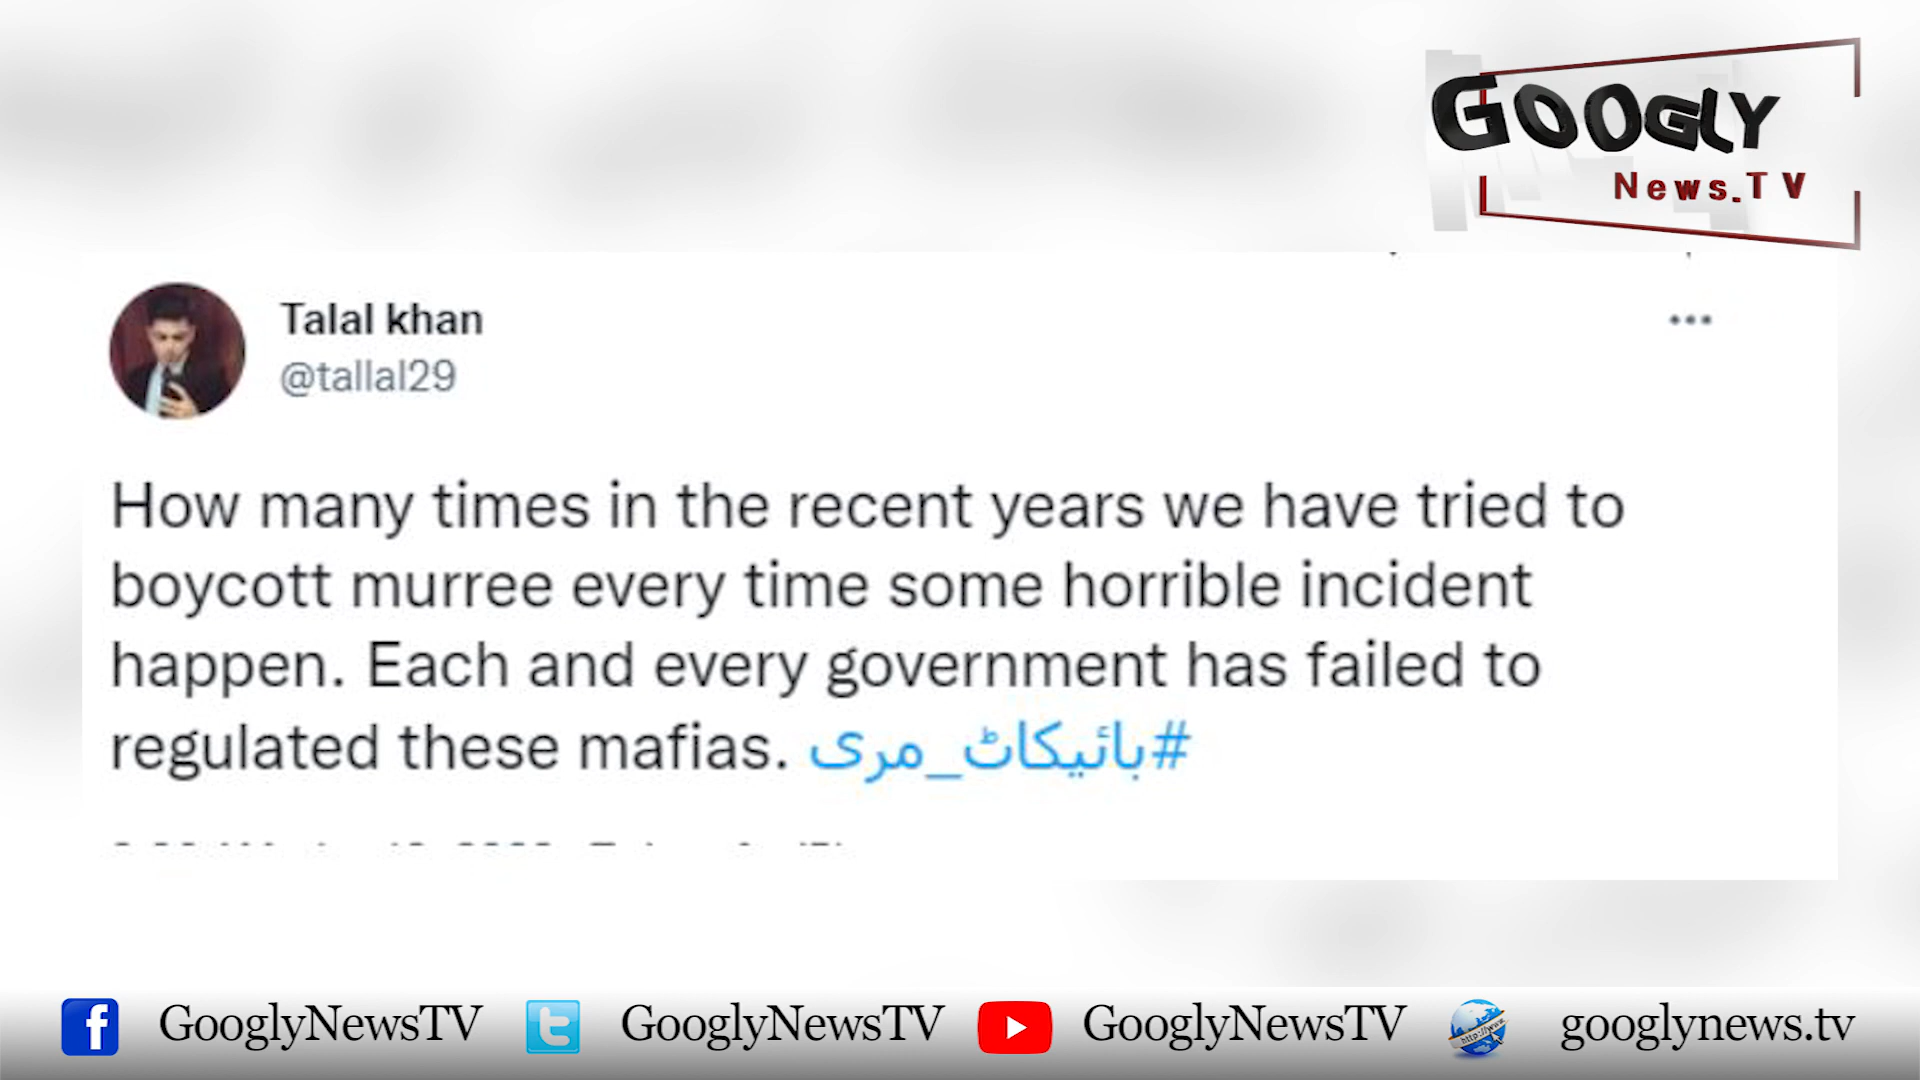 GOOGLY
News.TV
Talal khan
@tallal29
How many times in the recent years we have tried to
boycott murree every time some horrible incident
happen. Each and every government has failed to
regulated these mafias. #بائیکاٹ_مری
GooglyNewsTV GooglyNewsTV GooglyNewsTV googlynews.tv